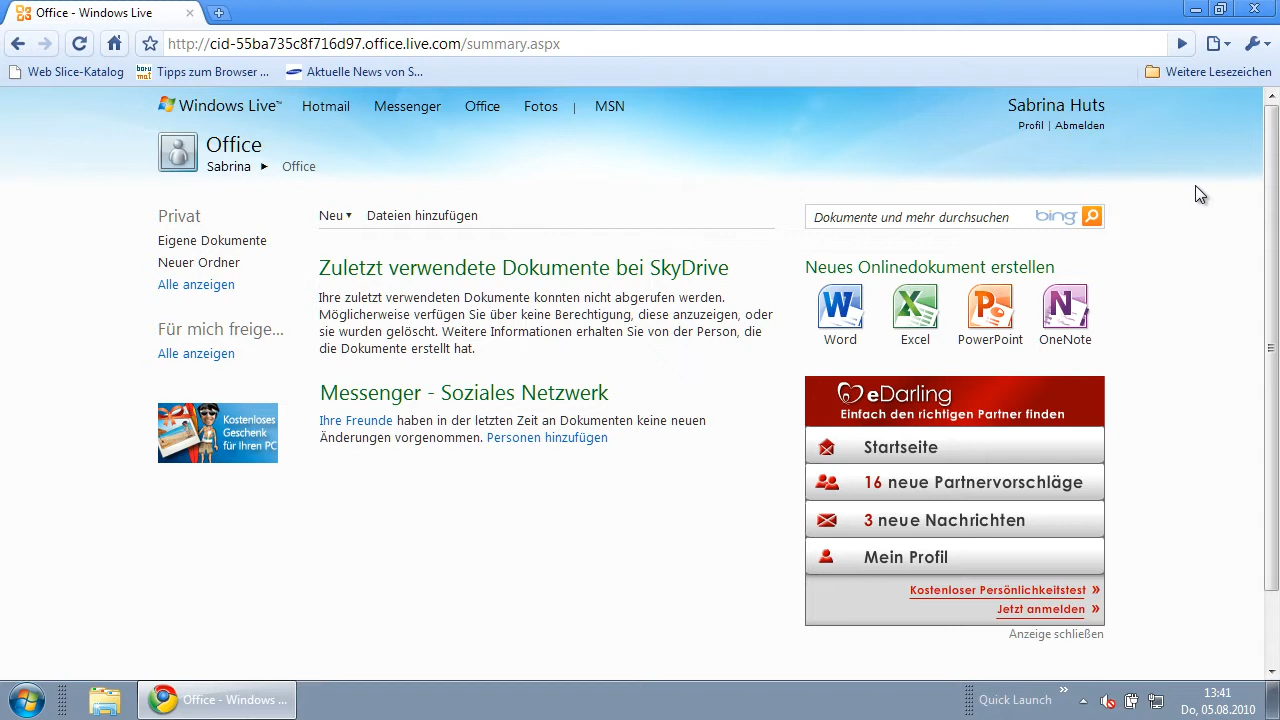 Office - Windows Live
http://cid-55ba735c8f716d97.office.live.com/summary.aspx
Web Slice-Katalog
boru mat
Tipps zum Browser ...
Aktuelle News von S...
Weitere Lesezeichen
Windows Live™
Hotmail
Messenger
Office
Fotos
MSN
Sabrina Huts
Profil | Abmelden
Office
Sabrina ► Office
Privat
Eigene Dokumente
Neuer Ordner
Alle anzeigen
Für mich freige...
Alle anzeigen
Kostenloses
Geschenk
für Ihren PC
Neu ▾ Dateien hinzufügen
Zuletzt verwendete Dokumente bei SkyDrive
Ihre zuletzt verwendeten Dokumente konnten nicht abgerufen werden.
Möglicherweise verfügen Sie über keine Berechtigung, diese anzuzeigen, oder
sie wurden gelöscht. Weitere Informationen erhalten Sie von der Person, die
die Dokumente erstellt hat.
Messenger - Soziales Netzwerk
Ihre Freunde haben in der letzten Zeit an Dokumenten keine neuen
Änderungen vorgenommen. Personen hinzufügen
Dokumente und mehr durchsuchen bing
Neues Onlinedokument erstellen
Word
Excel
PowerPoint
OneNote
eDarling
Einfach den richtigen Partner finden
Startseite
16 neue Partnervorschläge
3 neue Nachrichten
Mein Profil
Kostenloser Persönlichkeitstest »
Jetzt anmelden »
Anzeige schließen
Office - Windows ...
Quick Launch
13:41
Do, 05.08.2010